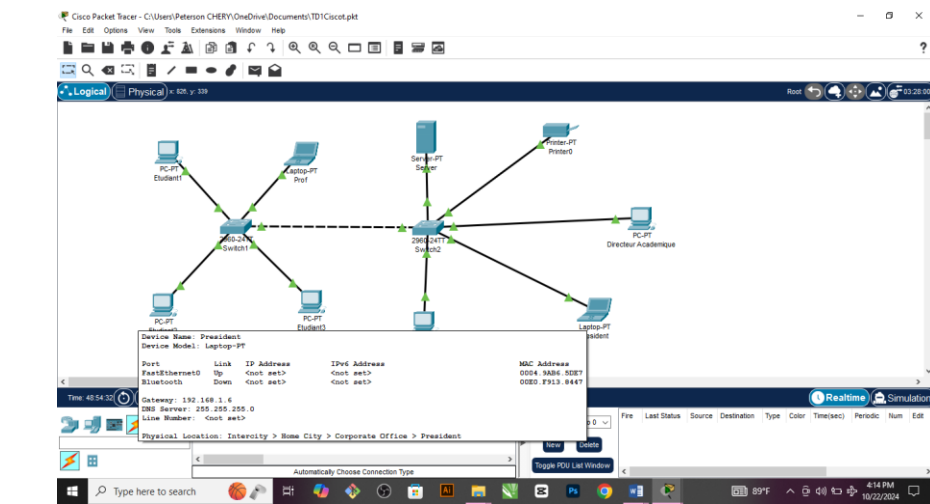 Cisco Packet Tracer - C:\Users\Peterson CHERY\OneDrive\Documents\TD1Ciscot.pkt
File Edit Options View Tools Extensions Window Help
?
Logical Physical x: 626, y: 339 Root 03:28:00
PC-PT
Etudiant1
Laptop-PT
Prof
Server-PT
Server
Printer-PT
Printer0
2960-24TT
Switch1
2960-24TT
Switch2
PC-PT
Directeur Academique
PC-PT
PC-PT
Etudiant3
Laptop-PT
Device Name: President
Device Model: Laptop-PT
Port Link IP Address IPv6 Address MAC Address
FastEthernet0 Up <not set> <not set> 0004.9AB6.5DE7
Bluetooth Down <not set> <not set> 00E0.F913.8447
Gateway: 192.168.1.6
DNS Server: 255.255.255.0
Line Number: <not set>
Physical Location: Intercity > Home City > Corporate Office > President
Time: 48:54:32
Realtime Simulation
Fire Last Status Source Destination Type Color Time(sec) Periodic Num Edit
New Delete
Toggle PDU List Window
Automatically Choose Connection Type
Type here to search
89°F
4:14 PM
10/22/2024